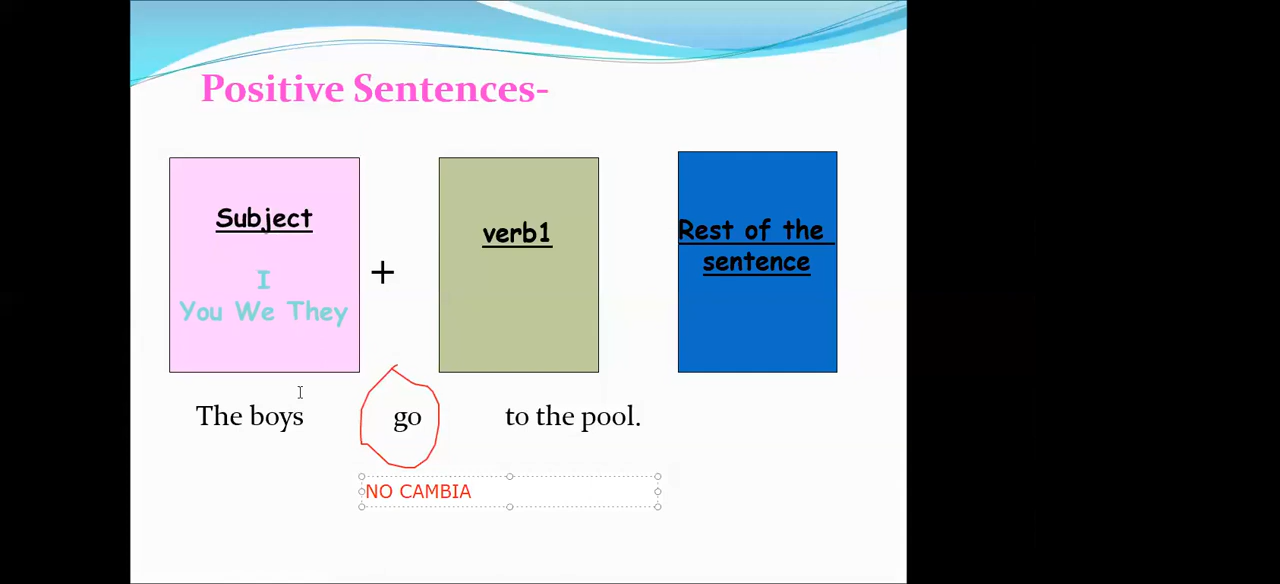 Positive Sentences-
Subject
I
You We They
+
verb1
Rest of the
sentence
The boys go to the pool.
NO CAMBIA